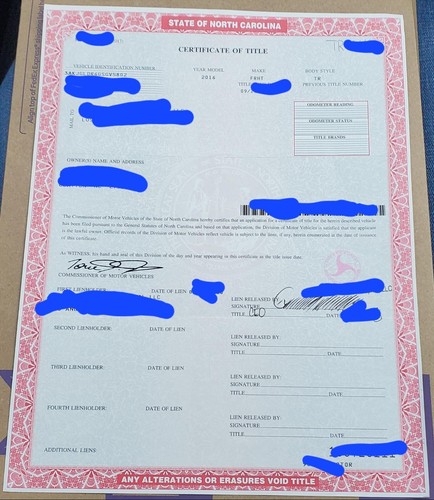 STATE OF NORTH CAROLINA
CERTIFICATE OF TITLE
VEHICLE IDENTIFICATION NUMBER YEAR MODEL MAKE BODY STYLE
2014 FRHT TR
TITLE PREVIOUS TITLE NUMBER
MAIL TO
ODOMETER READING
ODOMETER STATUS
TITLE BRANDS
OWNER(S) NAME AND ADDRESS
The Commissioner of Motor Vehicles of the State of North Carolina hereby certifies that an application for a certificate of title for the herein described vehicle
has been filed pursuant to the General Statutes of North Carolina and based on that application, the Division of Motor Vehicles is satisfied that the applicant
is the lawful owner. Official records of the Division of Motor Vehicles reflect vehicle is subject to the liens, if any, herein enumerated at the time of issuance
of this certificate.
As WITNESS, his hand and seal of this Division of the day and year appearing in this certificate as the title issue date.
COMMISSIONER OF MOTOR VEHICLES
FIRST LIENHOLDER: DATE OF LIEN LIEN RELEASED BY:
LLC SIGNATURE
TITLE CEO DATE
SECOND LIENHOLDER: DATE OF LIEN LIEN RELEASED BY:
SIGNATURE
TITLE DATE
THIRD LIENHOLDER: DATE OF LIEN LIEN RELEASED BY:
SIGNATURE
TITLE DATE
FOURTH LIENHOLDER: DATE OF LIEN LIEN RELEASED BY:
SIGNATURE
TITLE DATE
ADDITIONAL LIENS:
ANY ALTERATIONS OR ERASURES VOID TITLE